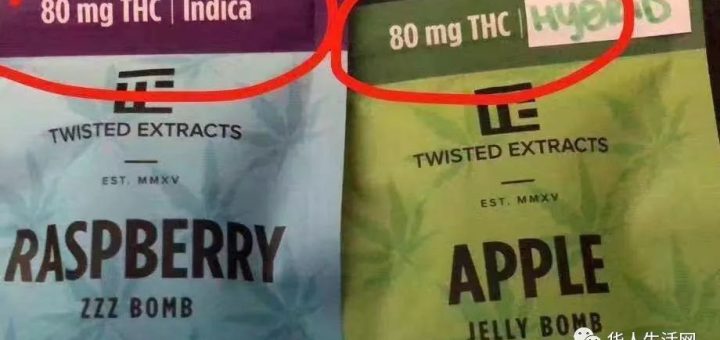 80 mg THC | Indica
TWISTED EXTRACTS
EST. MMXV
RASPBERRY
ZZZ BOMB
80 mg THC | HYBRID
TWISTED EXTRACTS
EST. MMXV
APPLE
JELLY BOMB
华人生活网